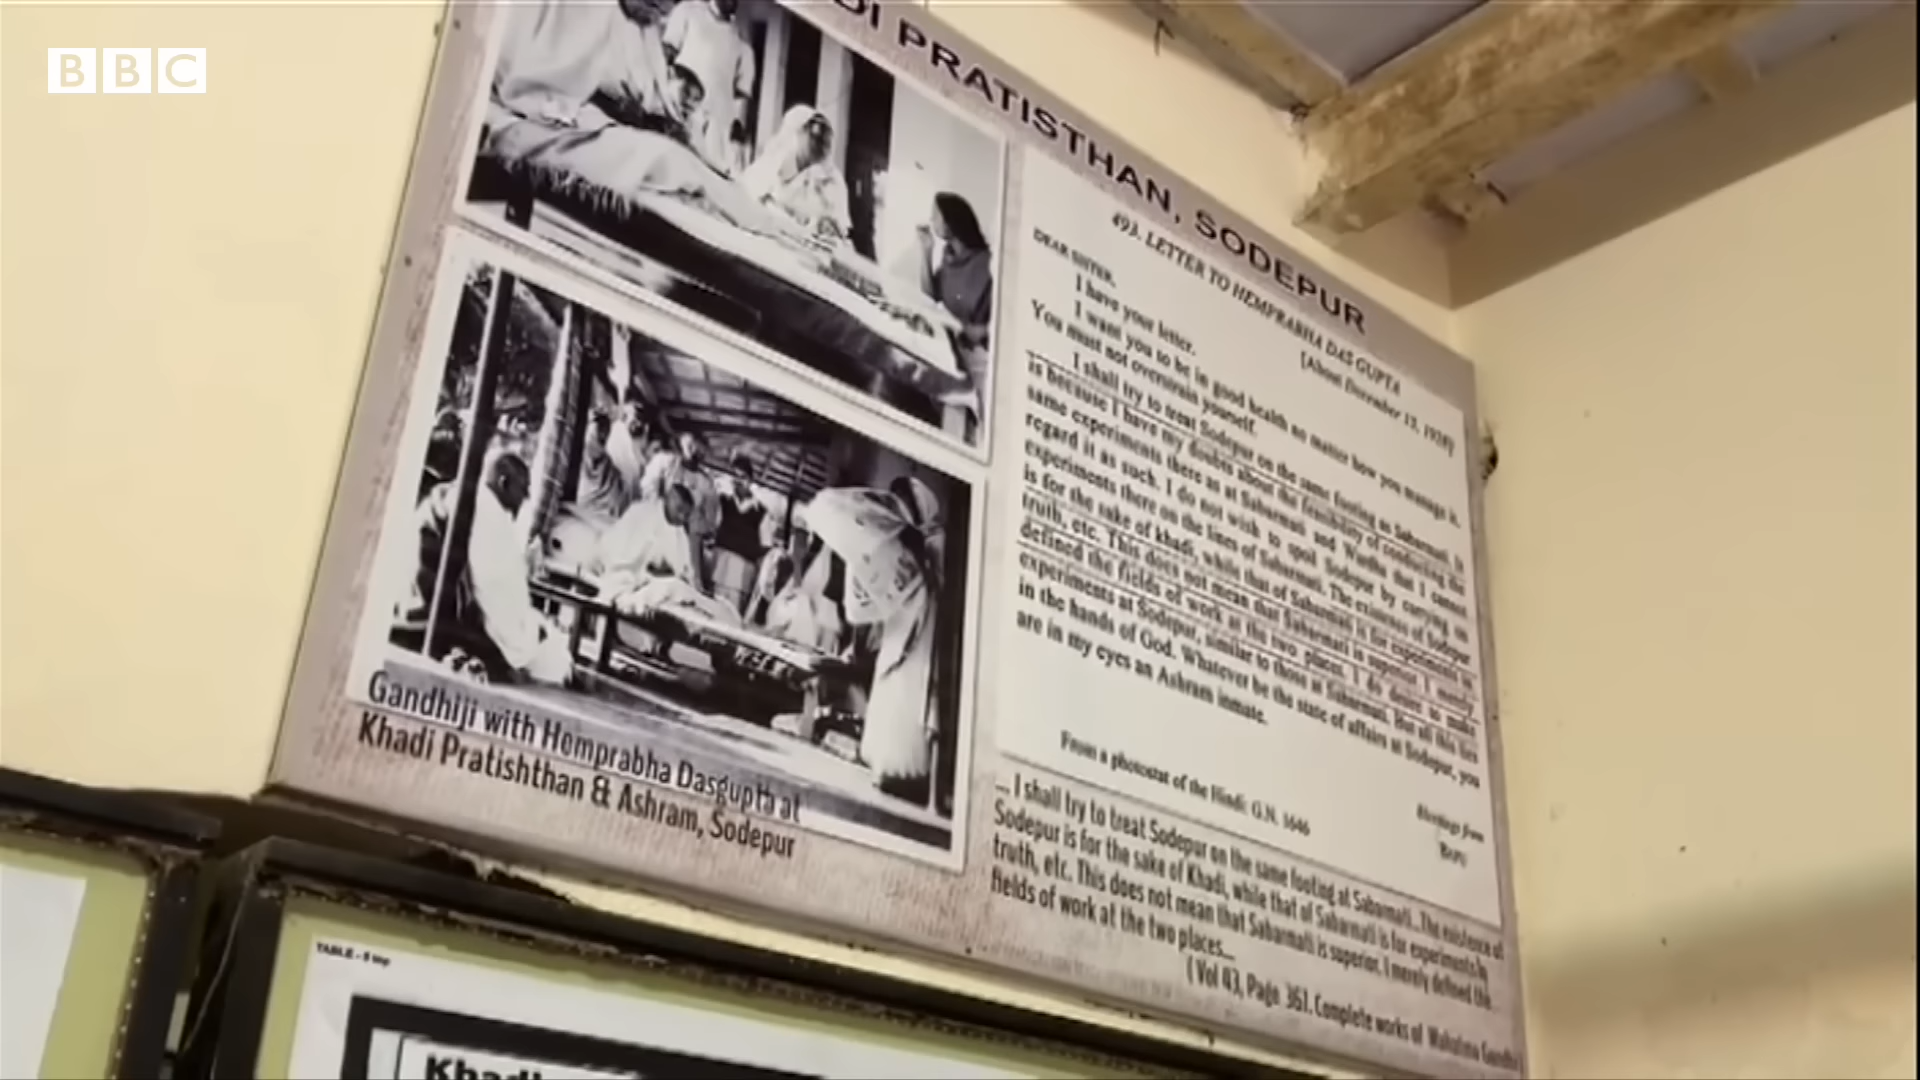 BBC
DI PRATISTHAN, SODEPUR
493. LETTER TO HEMPRABHA DAS GUPTA
[About December 13, 1928]
DEAR SISTER,
I have your letter.
I want you to be in good health no matter how you manage it.
You must not overstrain yourself.
I shall try to treat Sodepur on the same footing as Sabarmati. It
is because I have my doubts about the feasibility of conducting the
same experiments there as at Sabarmati and Wardha that I cannot
regard it as such. I do not wish to spoil Sodepur by carrying on
experiments there on the lines of Sabarmati. The existence of Sodepur
is for the sake of khadi, while that of Sabarmati is for experiments in
truth, etc. This does not mean that Sabarmati is superior. I merely
defined the fields of work at the two places. I do desire to make
experiments at Sodepur, similar to those at Sabarmati. But all this lies
in the hands of God. Whatever be the state of affairs at Sodepur, you
are in my eyes an Ashram inmate.
Blessings from
BAPU
From a photostat of the Hindi: G.N. 1646
Gandhiji with Hemprabha Dasgupta at
Khadi Pratishthan & Ashram, Sodepur
... I shall try to treat Sodepur on the same footing at Sabarmati...The existence of
Sodepur is for the sake of Khadi, while that of Sabarmati is for experiments in
truth, etc. This does not mean that Sabarmati is superior. I merely defined the
fields of work at the two places...
( Vol 43, Page 361. Complete works of Mahatma Gandhi
TABLE - 8 top
Khadi